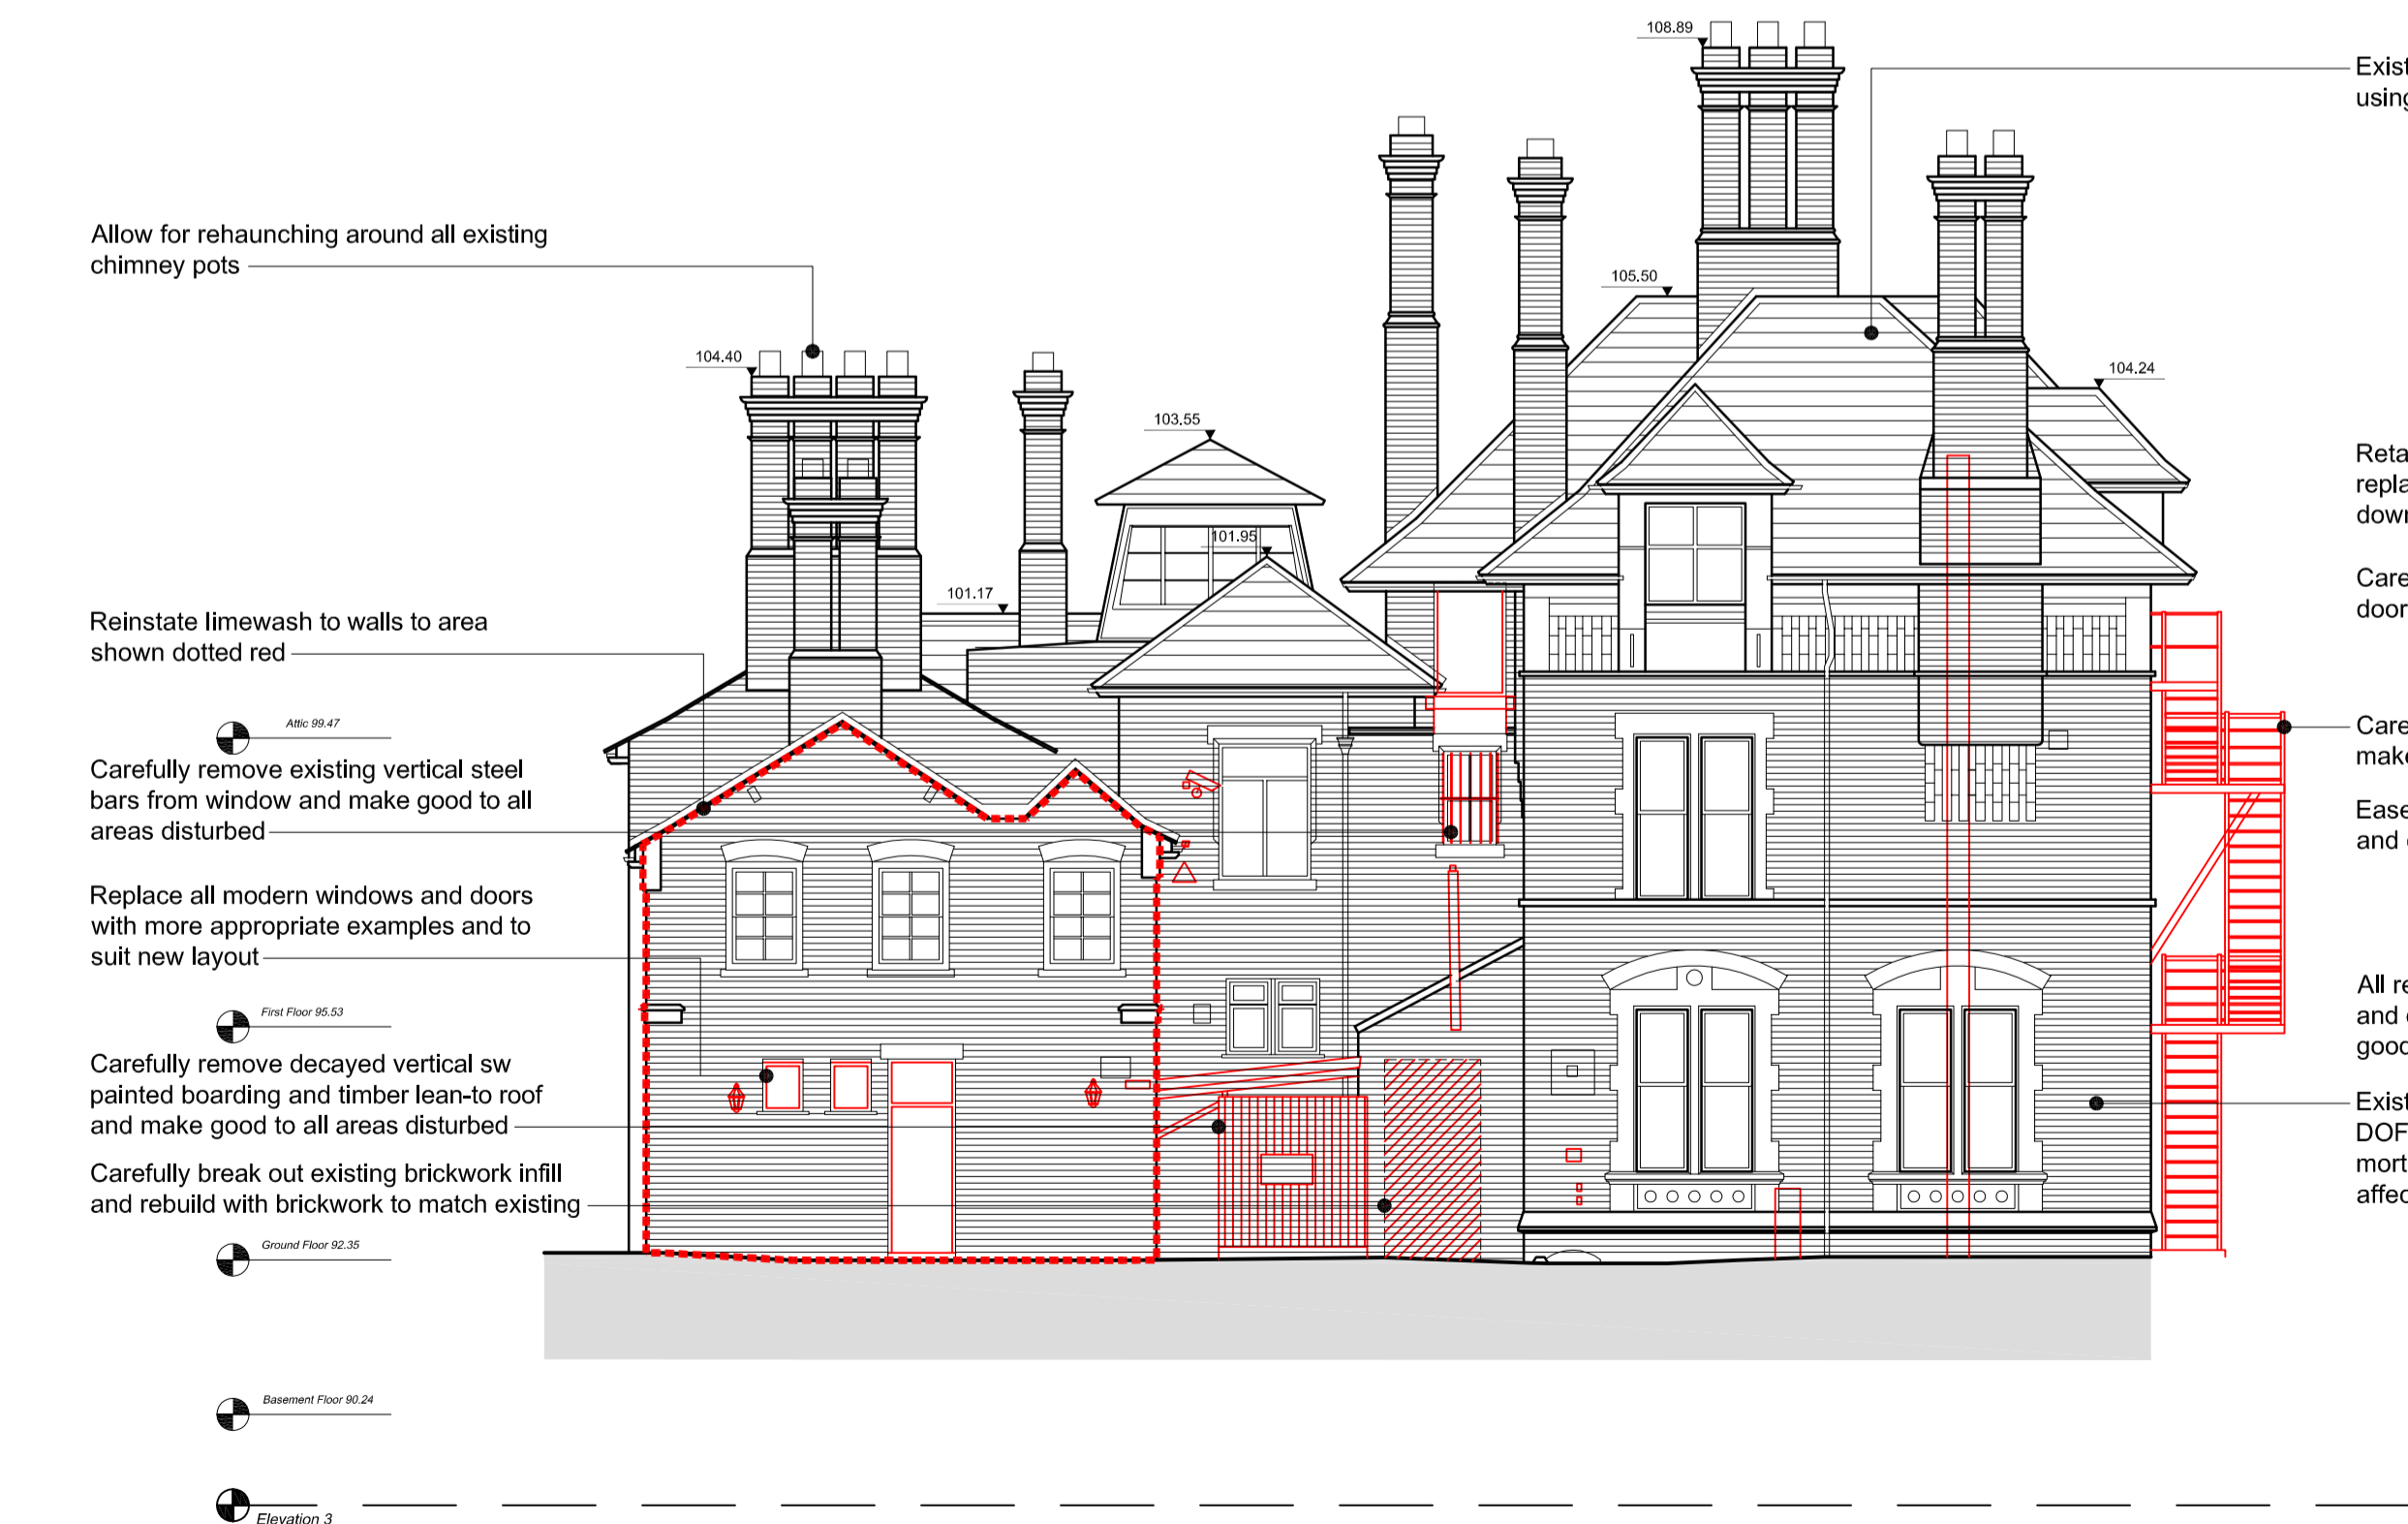 108.89
Exist
using
Allow for rehaunching around all existing
chimney pots
105.50
104.40
104.24
103.55
Reta
repla
down
101.95
Care
door
101.17
Reinstate limewash to walls to area
shown dotted red
Attic 99.47
Care
make
Carefully remove existing vertical steel
bars from window and make good to all
areas disturbed
Ease
and
Replace all modern windows and doors
with more appropriate examples and to
suit new layout
All re
and
good
First Floor 95.53
Carefully remove decayed vertical sw
painted boarding and timber lean-to roof
and make good to all areas disturbed
Exist
DOF
mort
affec
Carefully break out existing brickwork infill
and rebuild with brickwork to match existing
Ground Floor 92.35
Basement Floor 90.24
Elevation 3